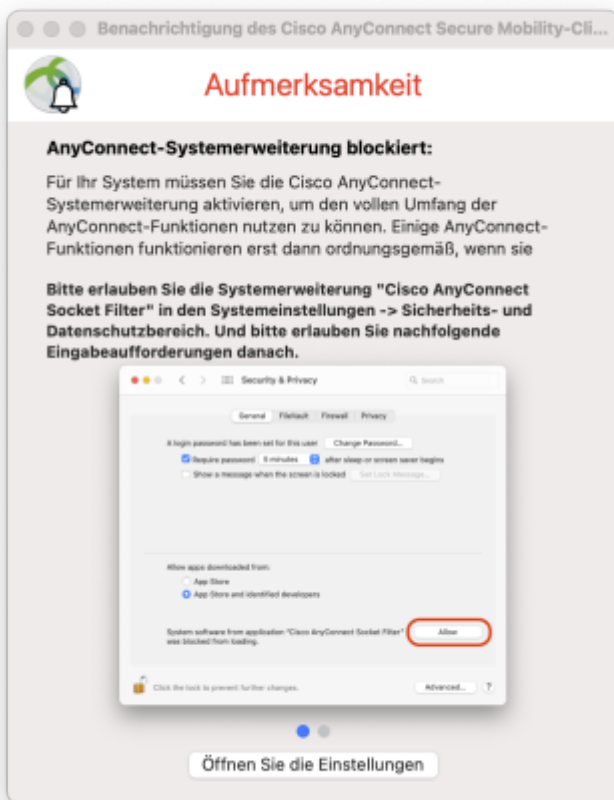 Benachrichtigung des Cisco AnyConnect Secure Mobility-Cli...
Aufmerksamkeit
AnyConnect-Systemerweiterung blockiert:
Für Ihr System müssen Sie die Cisco AnyConnect-
Systemerweiterung aktivieren, um den vollen Umfang der
AnyConnect-Funktionen nutzen zu können. Einige AnyConnect-
Funktionen funktionieren erst dann ordnungsgemäß, wenn sie
Bitte erlauben Sie die Systemerweiterung "Cisco AnyConnect
Socket Filter" in den Systemeinstellungen -> Sicherheits- und
Datenschutzbereich. Und bitte erlauben Sie nachfolgende
Eingabeaufforderungen danach.
Security & Privacy
Search
General FileVault Firewall Privacy
A login password has been set for this user Change Password...
Require password 5 minutes after sleep or screen saver begins
Show a message when the screen is locked Set Lock Message...
Allow apps downloaded from:
App Store
App Store and identified developers
System software from application "Cisco AnyConnect Socket Filter" Allow
was blocked from loading.
Click the lock to prevent further changes. Advanced... ?
Öffnen Sie die Einstellungen